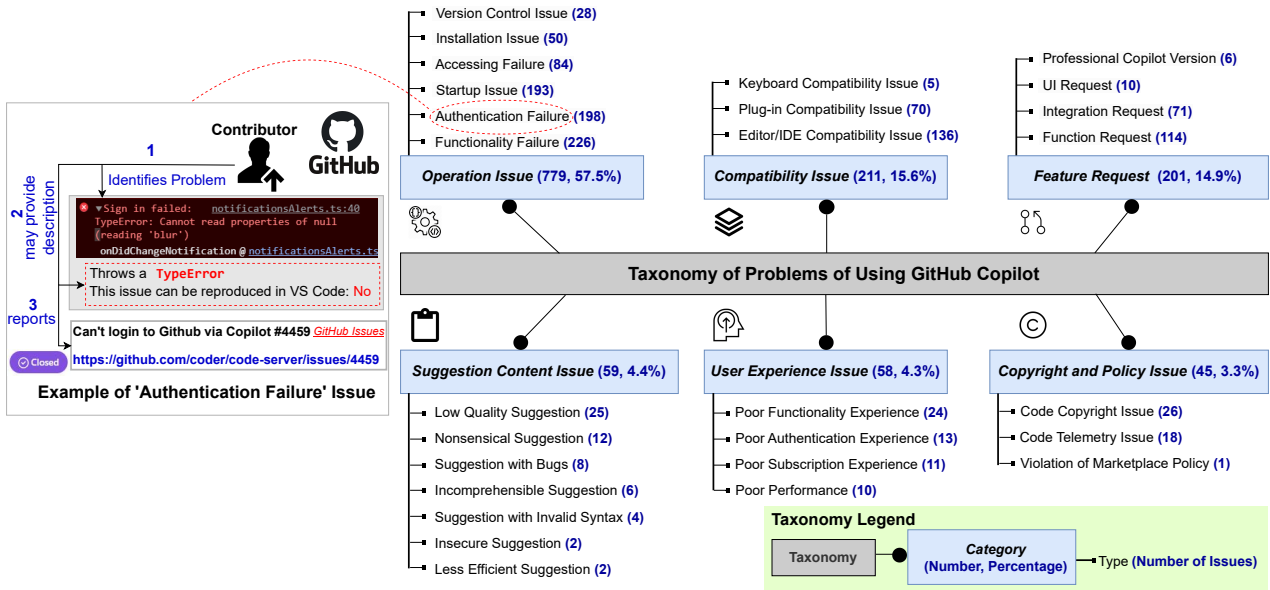 Contributor
GitHub
1
Identifies Problem
2
may provide
description
Sign in failed: notificationsAlerts.ts:40
TypeError: Cannot read properties of null
(reading 'blur')
onDidChangeNotification @ notificationsAlerts.ts
Throws a TypeError
This issue can be reproduced in VS Code: No
3
reports
Can't login to Github via Copilot #4459 GitHub Issues
Closed
https://github.com/coder/code-server/issues/4459
Example of 'Authentication Failure' Issue
Version Control Issue (28)
Installation Issue (50)
Accessing Failure (84)
Startup Issue (193)
Authentication Failure (198)
Functionality Failure (226)
Operation Issue (779, 57.5%)
Keyboard Compatibility Issue (5)
Plug-in Compatibility Issue (70)
Editor/IDE Compatibility Issue (136)
Compatibility Issue (211, 15.6%)
Professional Copilot Version (6)
UI Request (10)
Integration Request (71)
Function Request (114)
Feature Request (201, 14.9%)
Taxonomy of Problems of Using GitHub Copilot
Suggestion Content Issue (59, 4.4%)
Low Quality Suggestion (25)
Nonsensical Suggestion (12)
Suggestion with Bugs (8)
Incomprehensible Suggestion (6)
Suggestion with Invalid Syntax (4)
Insecure Suggestion (2)
Less Efficient Suggestion (2)
User Experience Issue (58, 4.3%)
Poor Functionality Experience (24)
Poor Authentication Experience (13)
Poor Subscription Experience (11)
Poor Performance (10)
C
Copyright and Policy Issue (45, 3.3%)
Code Copyright Issue (26)
Code Telemetry Issue (18)
Violation of Marketplace Policy (1)
Taxonomy Legend
Taxonomy
Category
(Number, Percentage)
Type (Number of Issues)